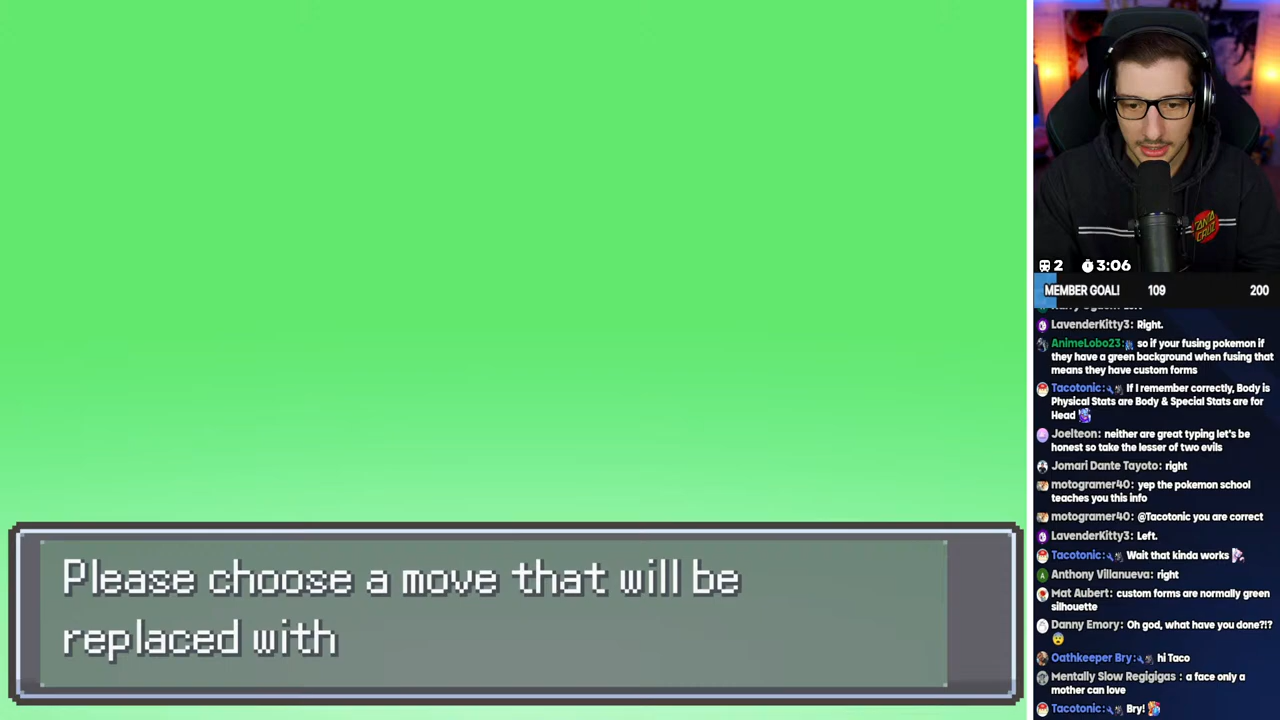 Please choose a move that will be
replaced with
SANTA
CRUZ
2
3:06
MEMBER GOAL! 109 200
LavenderKitty3: Right.
AnimeLobo23: so if your fusing pokemon if
they have a green background when fusing that
means they have custom forms
Tacotonic: If I remember correctly, Body is
Physical Stats are Body & Special Stats are for
Head
Joelteon: neither are great typing let's be
honest so take the lesser of two evils
Jomari Dante Tayoto: right
motogramer40: yep the pokemon school
teaches you this info
motogramer40: @Tacotonic you are correct
LavenderKitty3: Left.
Tacotonic: Wait that kinda works
A Anthony Villanueva: right
Mat Aubert: custom forms are normally green
silhouette
Danny Emory: Oh god, what have you done?!?
Oathkeeper Bry: hi Taco
Mentally Slow Regigigas : a face only a
mother can love
Tacotonic: Bry!